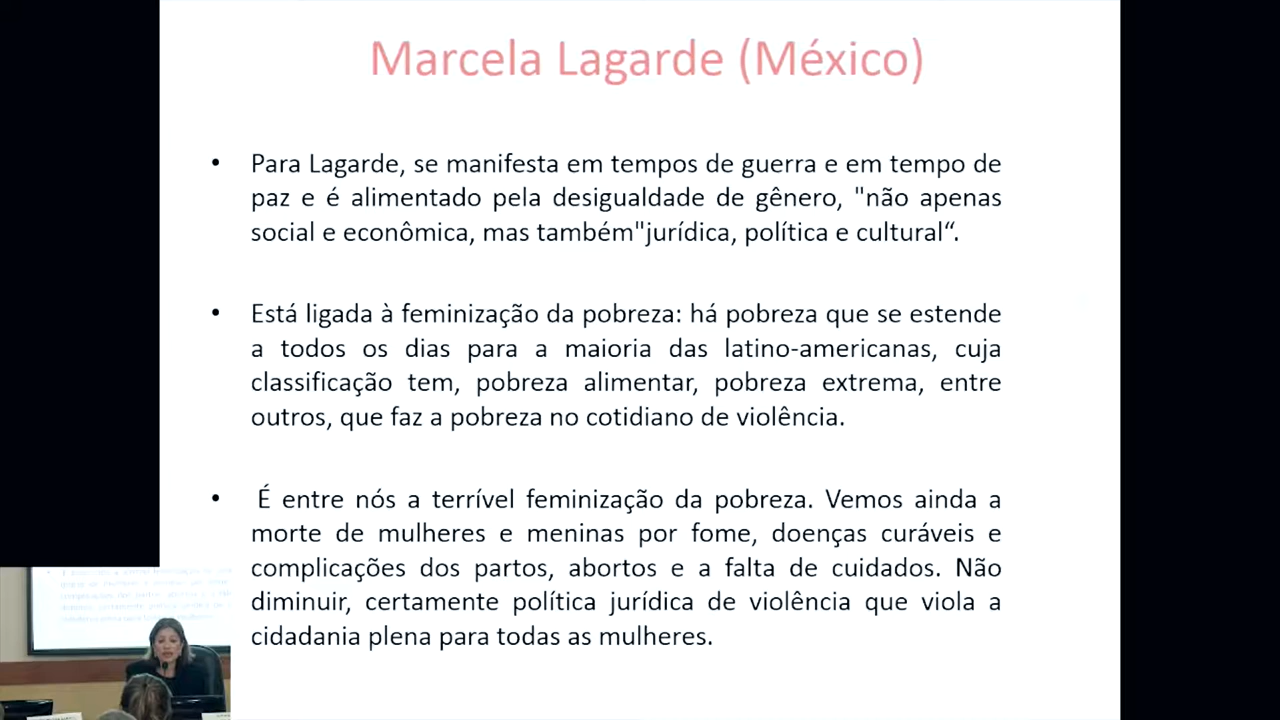 Marcela Lagarde (México)
• Para Lagarde, se manifesta em tempos de guerra e em tempo de
paz e é alimentado pela desigualdade de gênero, "não apenas
social e econômica, mas também"jurídica, política e cultural“.
• Está ligada à feminização da pobreza: há pobreza que se estende
a todos os dias para a maioria das latino-americanas, cuja
classificação tem, pobreza alimentar, pobreza extrema, entre
outros, que faz a pobreza no cotidiano de violência.
• É entre nós a terrível feminização da pobreza. Vemos ainda a
morte de mulheres e meninas por fome, doenças curáveis e
complicações dos partos, abortos e a falta de cuidados. Não
diminuir, certamente política jurídica de violência que viola a
cidadania plena para todas as mulheres.